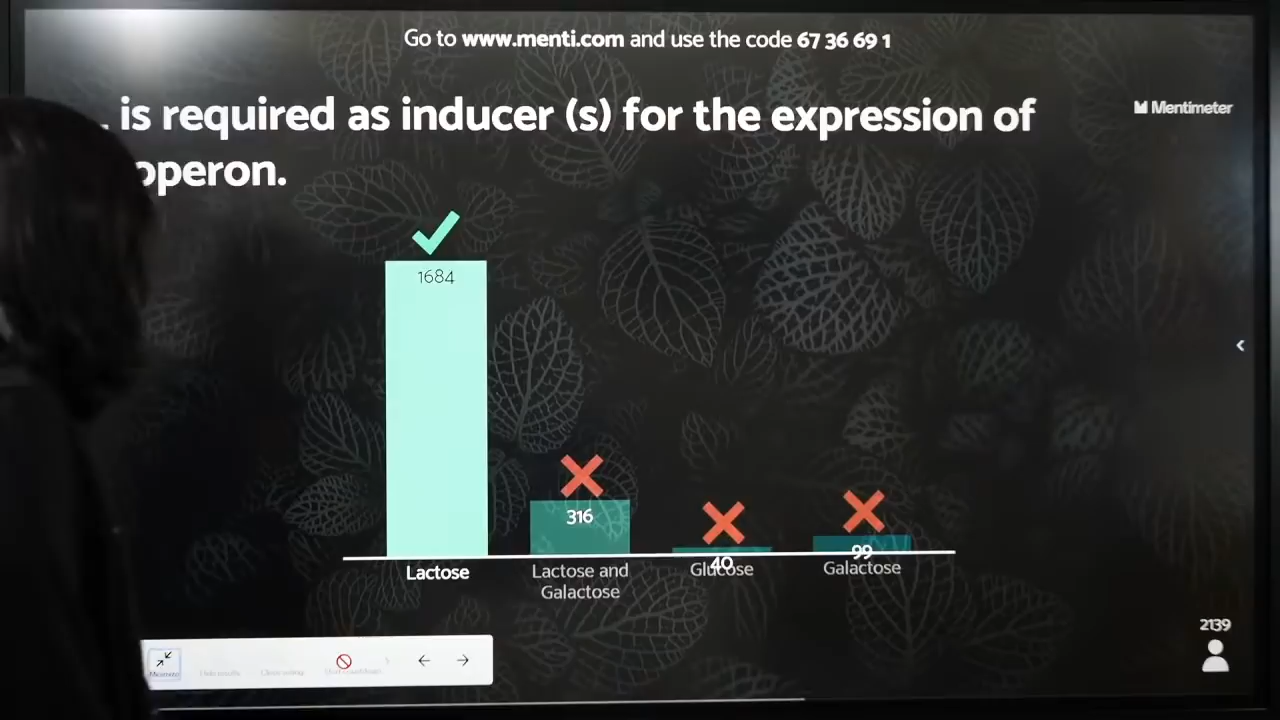 Go to www.menti.com and use the code 67 36 69 1
is required as inducer (s) for the expression of
Mentimeter
operon.
1684
316
40
99
Lactose
Lactose and
Galactose
Glucose
Galactose
2139